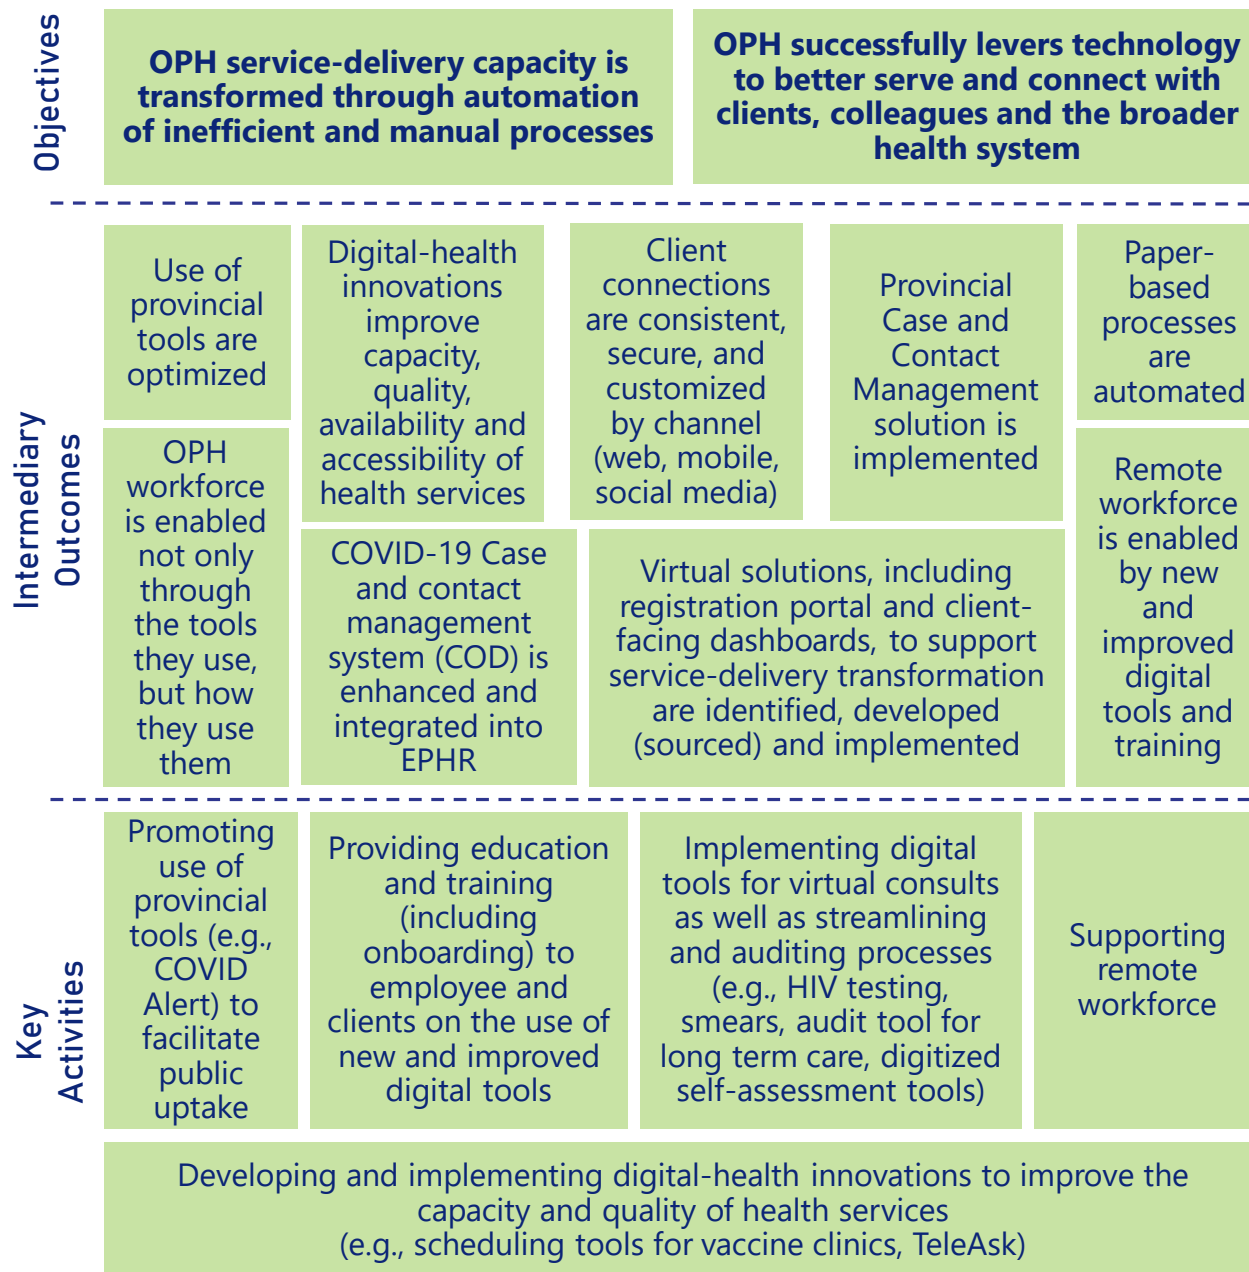 Objectives
OPH service-delivery capacity is
transformed through automation
of inefficient and manual processes
OPH successfully levers technology
to better serve and connect with
clients, colleagues and the broader
health system
Intermediary
Outcomes
Use of
provincial
tools are
optimized
Digital-health
innovations
improve
capacity,
quality,
availability and
accessibility of
health services
Client
connections
are consistent,
secure, and
customized
by channel
(web, mobile,
social media)
Provincial
Case and
Contact
Management
solution is
implemented
Paper-
based
processes
are
automated
OPH
workforce
is enabled
not only
through
the tools
they use,
but how
they use
them
COVID-19 Case
and contact
management
system (COD) is
enhanced and
integrated into
EPHR
Virtual solutions, including
registration portal and client-
facing dashboards, to support
service-delivery transformation
are identified, developed
(sourced) and implemented
Remote
workforce
is enabled
by new
and
improved
digital
tools and
training
Key
Activities
Promoting
use of
provincial
tools (e.g.,
COVID
Alert) to
facilitate
public
uptake
Providing education
and training
(including
onboarding) to
employee and
clients on the use of
new and improved
digital tools
Implementing digital
tools for virtual consults
as well as streamlining
and auditing processes
(e.g., HIV testing,
smears, audit tool for
long term care, digitized
self-assessment tools)
Supporting
remote
workforce
Developing and implementing digital-health innovations to improve the
capacity and quality of health services
(e.g., scheduling tools for vaccine clinics, TeleAsk)